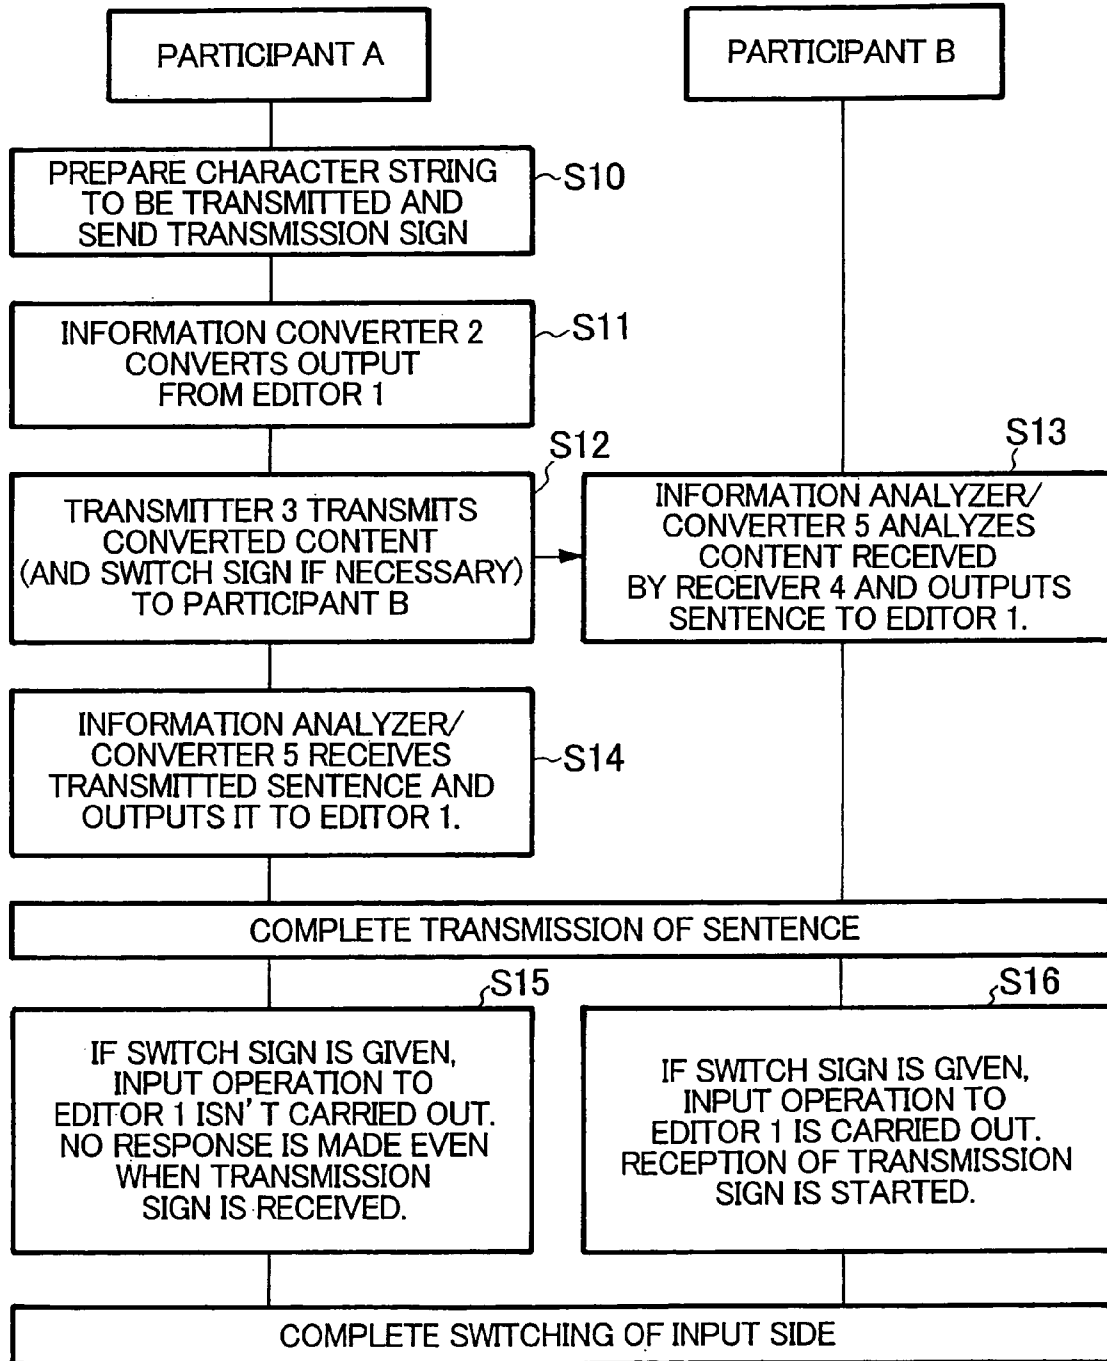 PARTICIPANT A
PARTICIPANT B
PREPARE CHARACTER STRING
TO BE TRANSMITTED AND
SEND TRANSMISSION SIGN
S10
INFORMATION CONVERTER 2
CONVERTS OUTPUT
FROM EDITOR 1
S11
TRANSMITTER 3 TRANSMITS
CONVERTED CONTENT
(AND SWITCH SIGN IF NECESSARY)
TO PARTICIPANT B
S12
INFORMATION ANALYZER/
CONVERTER 5 ANALYZES
CONTENT RECEIVED
BY RECEIVER 4 AND OUTPUTS
SENTENCE TO EDITOR 1.
S13
INFORMATION ANALYZER/
CONVERTER 5 RECEIVES
TRANSMITTED SENTENCE AND
OUTPUTS IT TO EDITOR 1.
S14
COMPLETE TRANSMISSION OF SENTENCE
S15
IF SWITCH SIGN IS GIVEN,
INPUT OPERATION TO
EDITOR 1 ISN'T CARRIED OUT.
NO RESPONSE IS MADE EVEN
WHEN TRANSMISSION
SIGN IS RECEIVED.
S16
IF SWITCH SIGN IS GIVEN,
INPUT OPERATION TO
EDITOR 1 IS CARRIED OUT.
RECEPTION OF TRANSMISSION
SIGN IS STARTED.
COMPLETE SWITCHING OF INPUT SIDE